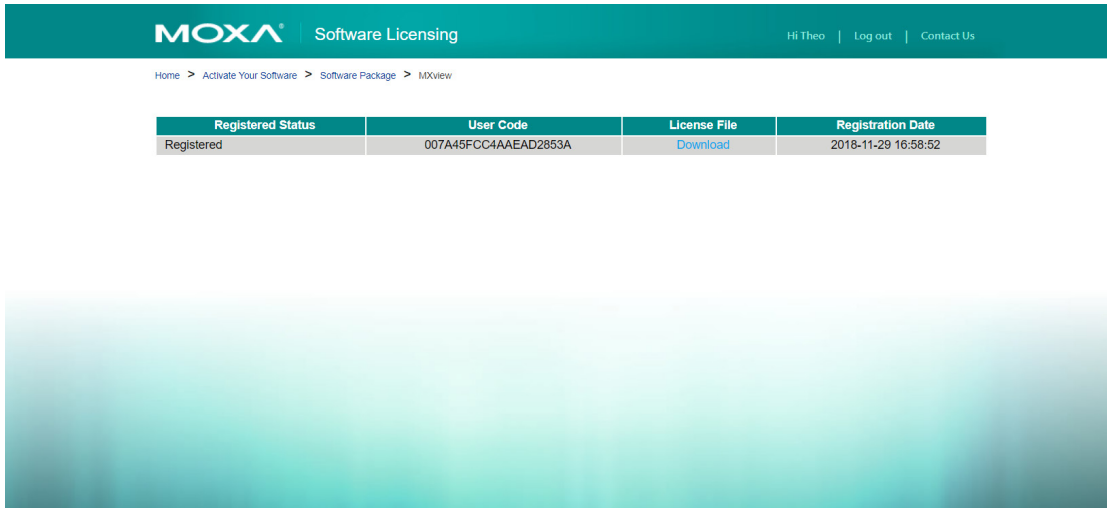 MOXA® Software Licensing Hi Theo | Log out | Contact Us
Home > Activate Your Software > Software Package > MXview
Registered Status User Code License File Registration Date
Registered 007A45FCC4AAEAD2853A Download 2018-11-29 16:58:52